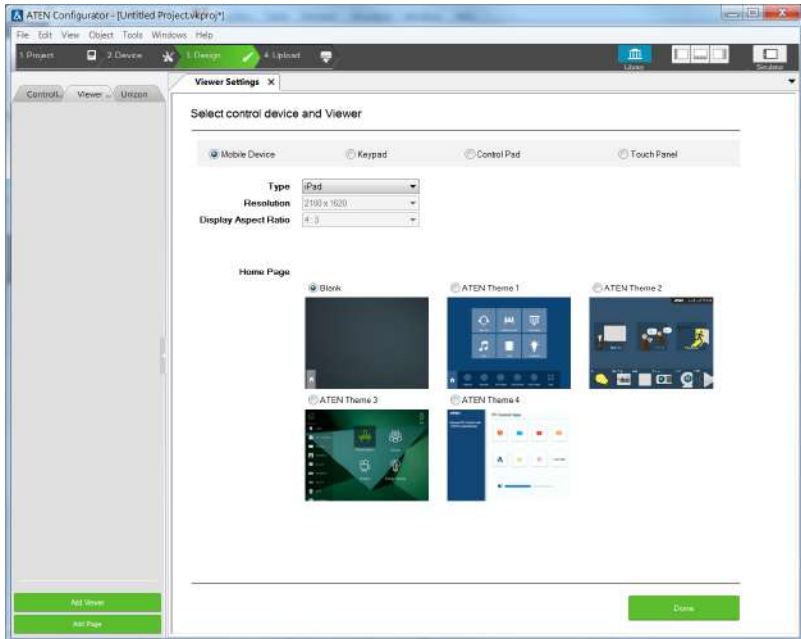 ATEN Configurator - [Untitled Project.vkproj*]
File Edit View Object Tools Windows Help
1.Project 2.Device 3.Design 4.Upload
Library Simulator
Controll... Viewer ... Unizon
Viewer Settings X
Select control device and Viewer
Mobile Device Keypad Control Pad Touch Panel
Type iPad
Resolution 2160 x 1620
Display Aspect Ratio 4:3
Home Page
Blank ATEN Theme 1 ATEN Theme 2
ATEN Theme 3 ATEN Theme 4
Add Viewer
Add Page
Done